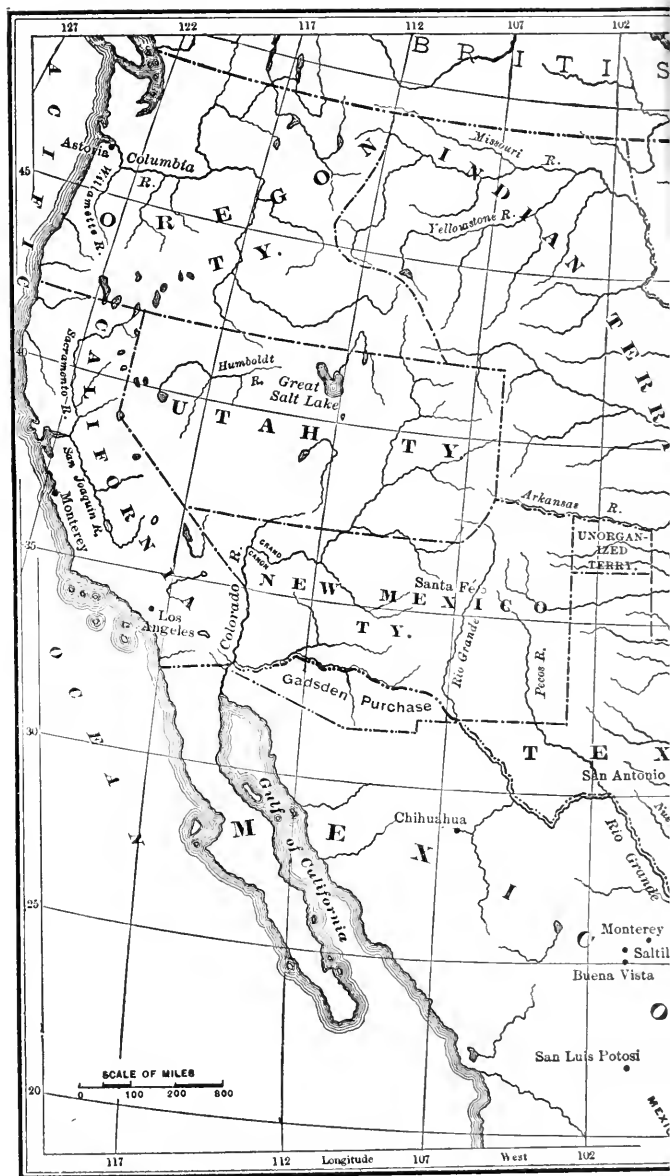 127 122 117 112 107 102
BRITIS
ACIFIC
OCEAN
Astoria
Columbia
R.
Willamette R.
OREGON
TY.
45
Missouri R.
Yellowstone R.
INDIAN
TERR
40
CALIFORNIA
Sacramento R.
Humboldt
R.
Great
Salt Lake
UTAH TY.
San Joaquin R.
Monterey
35
Arkansas R.
UNORGAN-
IZED
TERRY.
GRAND
CANON
Colorado R.
NEW MEXICO
TY.
Santa Fé
Los
Angeles
Rio Grande
Pecos R.
Gadsden Purchase
30
TEX
San Antonio
Nue
Rio Grande
Gulf
of California
Chihuahua
MEXICO
25
Monterey
Saltil
Buena Vista
San Luis Potosi
SCALE OF MILES
0 100 200 300
20
MEXIC
117 112 Longitude 107 West 102